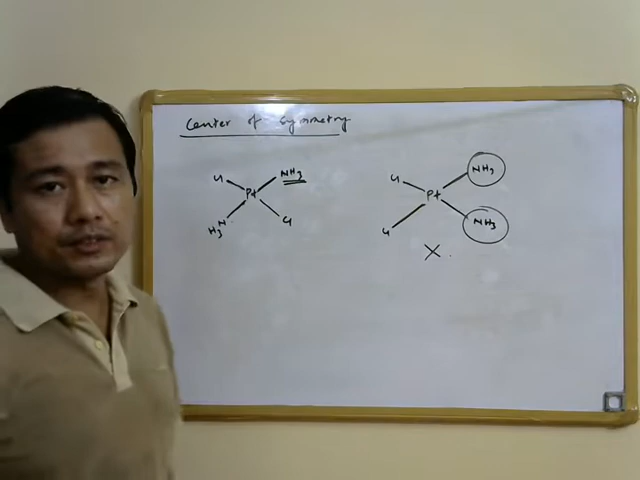 Center of Symmetry
Cl NH3
Pt
H3N Cl
Cl NH3
Pt
Cl NH3
X